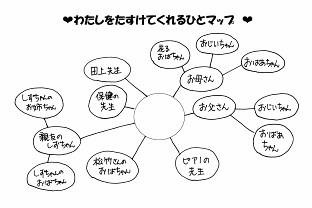 ❤わたしをたすけてくれるひとマップ❤
おじいちゃん
おばちゃん
おばあちゃん
お母さん
田上先生
保健の
先生
お父さん
おじいちゃん
おばあ
ちゃん
しずちゃんの
お姉ちゃん
親友の
しずちゃん
しずちゃんの
おばちゃん
松竹さんの
おばちゃん
ピアノの
先生